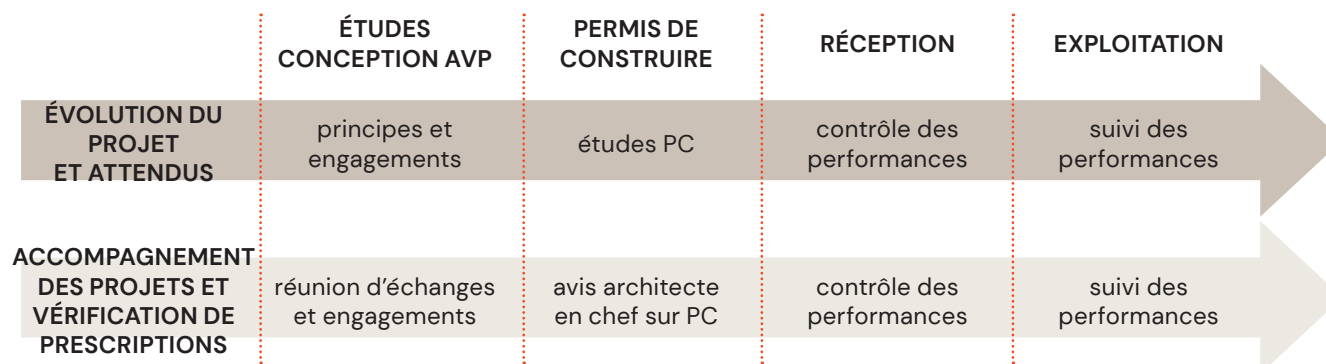 ÉTUDES
CONCEPTION AVP
PERMIS DE
CONSTRUIRE
RÉCEPTION
EXPLOITATION
ÉVOLUTION DU
PROJET
ET ATTENDUS
principes et
engagements
études PC
contrôle des
performances
suivi des
performances
ACCOMPAGNEMENT
DES PROJETS ET
VÉRIFICATION DE
PRESCRIPTIONS
réunion d’échanges
et engagements
avis architecte
en chef sur PC
contrôle des
performances
suivi des
performances